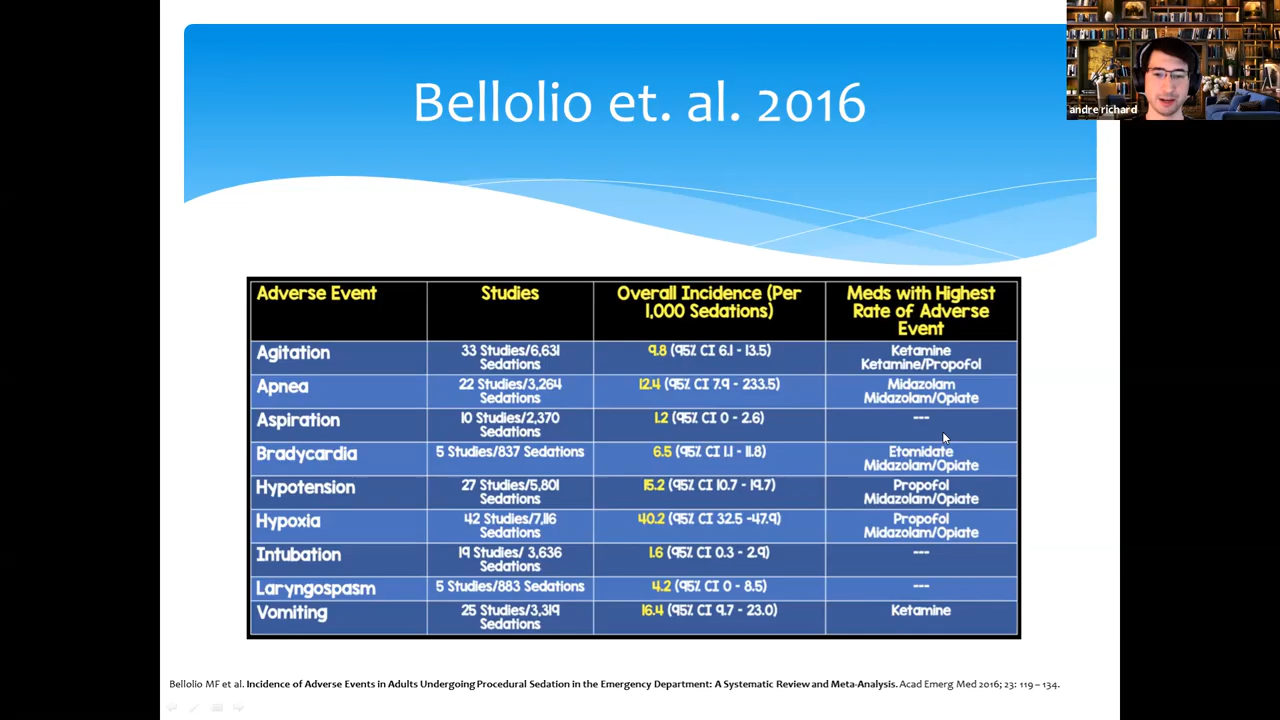 andre richard
Bellolio et. al. 2016
Adverse Event
Studies
Overall Incidence (Per
1,000 Sedations)
Meds with Highest
Rate of Adverse
Event
Agitation
33 Studies/6,631
Sedations
9.8 (95% CI 6.1 - 13.5)
Ketamine
Ketamine/Propofol
Apnea
22 Studies/3,264
Sedations
12.4 (95% CI 7.9 - 233.5)
Midazolam
Midazolam/Opiate
Aspiration
10 Studies/2,370
Sedations
1.2 (95% CI 0 - 2.6)
---
Bradycardia
5 Studies/837 Sedations
6.5 (95% CI 1.1 - 11.8)
Etomidate
Midazolam/Opiate
Hypotension
27 Studies/5,801
Sedations
15.2 (95% CI 10.7 - 19.7)
Propofol
Midazolam/Opiate
Hypoxia
42 Studies/7,116
Sedations
40.2 (95% CI 32.5 -47.9)
Propofol
Midazolam/Opiate
Intubation
19 Studies/ 3,636
Sedations
1.6 (95% CI 0.3 - 2.9)
---
Laryngospasm
5 Studies/883 Sedations
4.2 (95% CI 0 - 8.5)
---
Vomiting
25 Studies/3,319
Sedations
16.4 (95% CI 9.7 - 23.0)
Ketamine
Bellolio MF et al. Incidence of Adverse Events in Adults Undergoing Procedural Sedation in the Emergency Department: A Systematic Review and Meta-Analysis. Acad Emerg Med 2016; 23: 119 – 134.